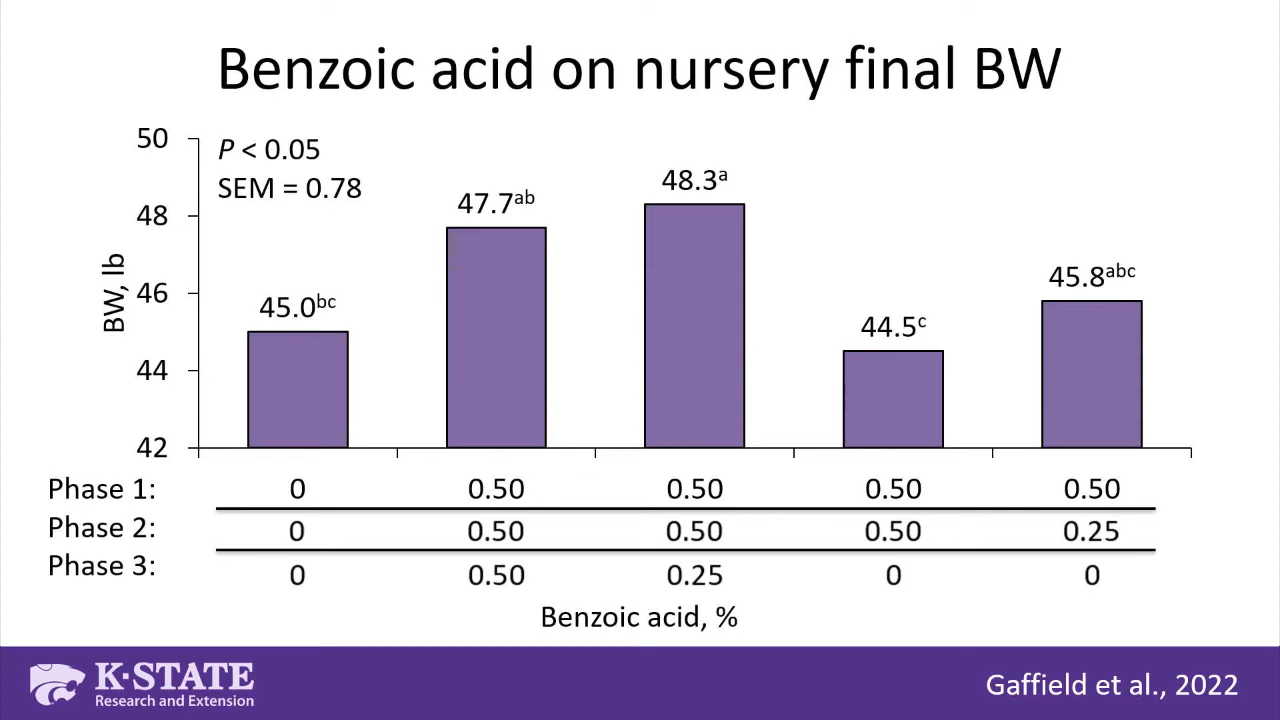 Benzoic acid on nursery final BW
50
48
46
44
42
BW, lb
P < 0.05
SEM = 0.78
45.0bc
47.7ab
48.3a
44.5c
45.8abc
Phase 1: 0 0.50 0.50 0.50 0.50
Phase 2: 0 0.50 0.50 0.50 0.25
Phase 3: 0 0.50 0.25 0 0
Benzoic acid, %
K-STATE
Research and Extension
Gaffield et al., 2022